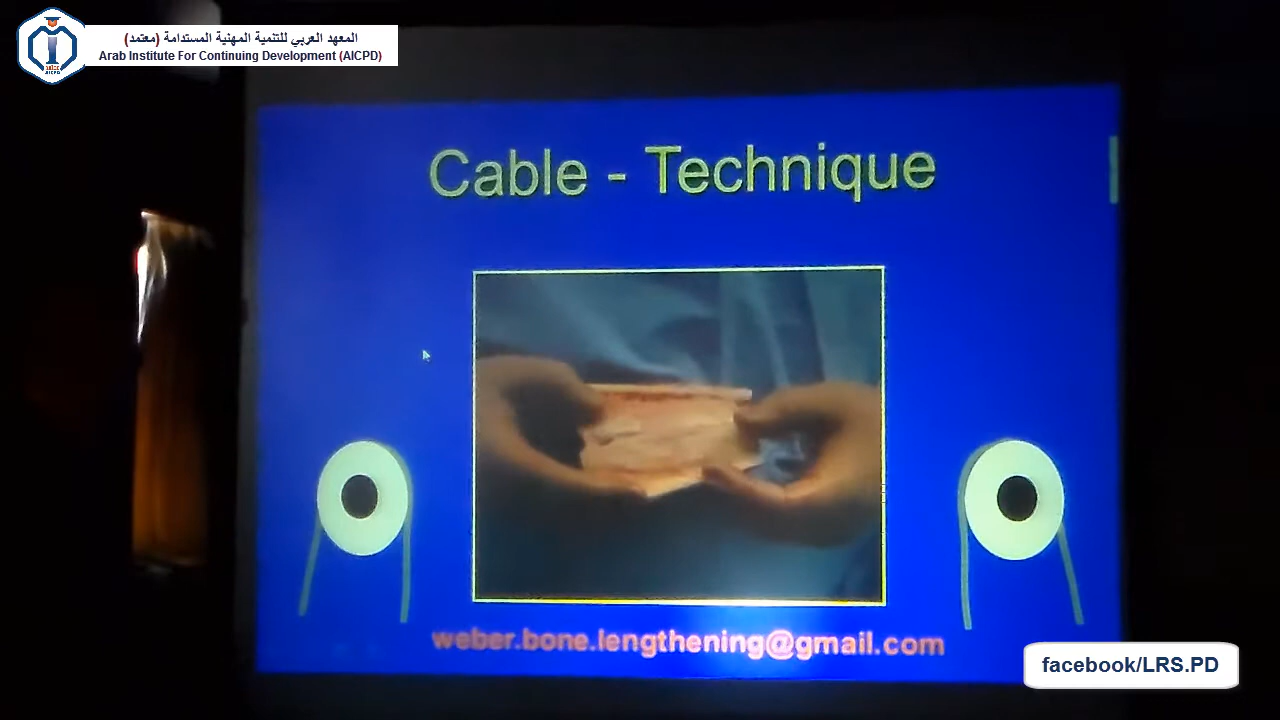 المعهد العربي للتنمية المهنية المستدامة (معتمد)
Arab Institute For Continuing Development (AICPD)
AICPD
Cable - Technique
weber.bone.lengthening@gmail.com
facebook/LRS.PD